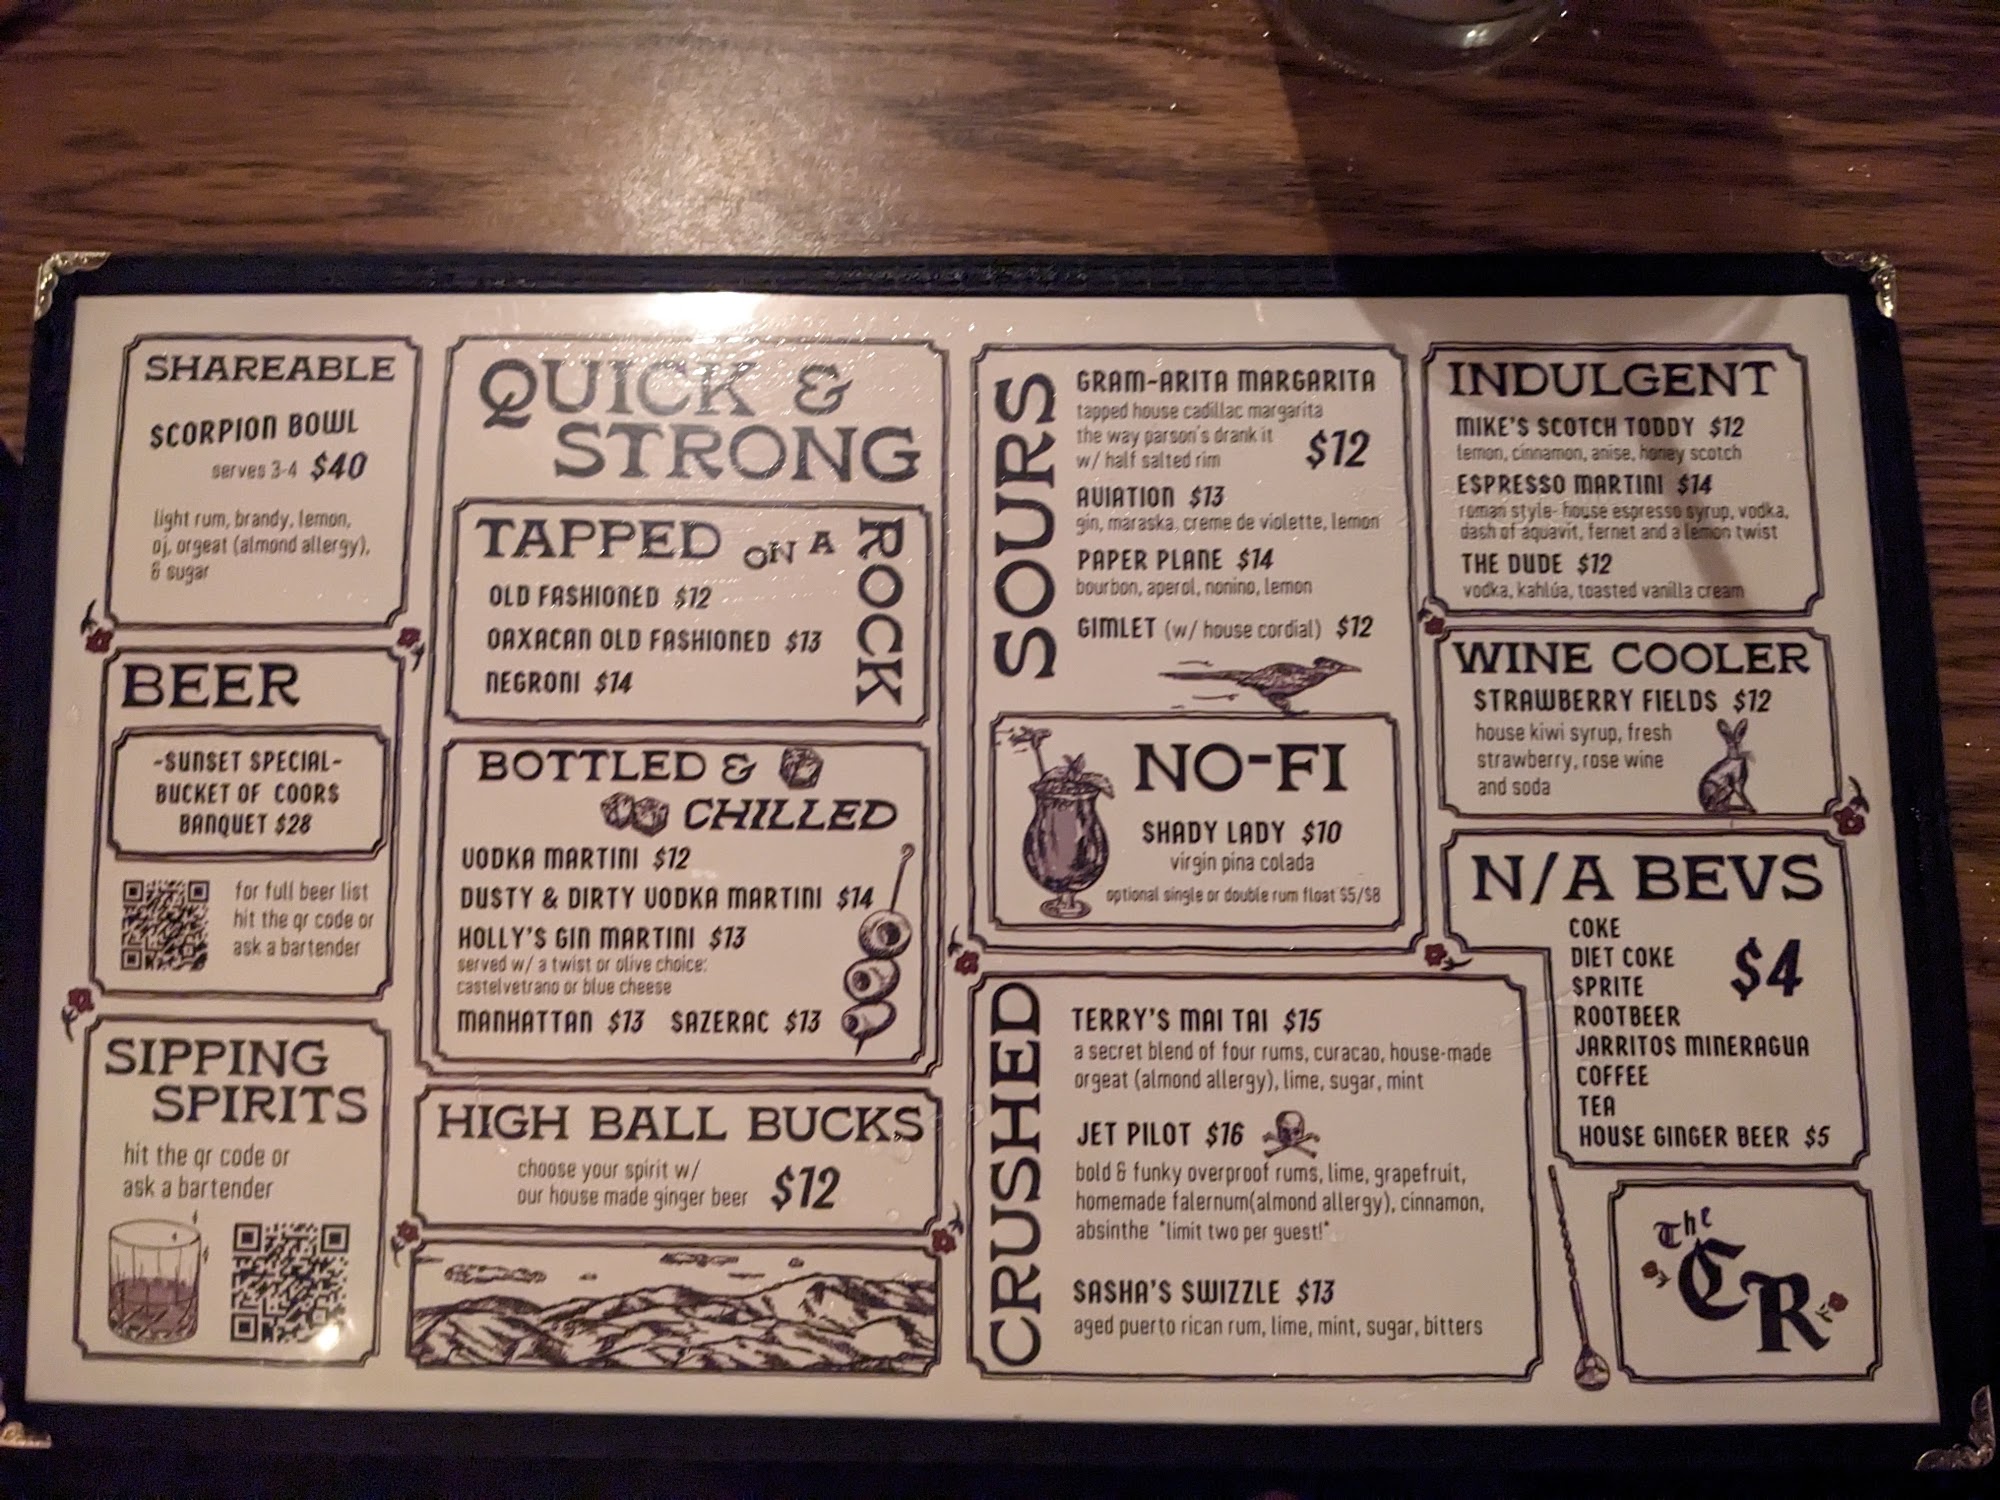 SHAREABLE
SCORPION BOWL
serves 3-4 $40
light rum, brandy, lemon,
oj, orgeat (almond allergy),
& sugar
BEER
-SUNSET SPECIAL-
BUCKET OF COORS
BANQUET $28
for full beer list
hit the qr code or
ask a bartender
SIPPING
SPIRITS
hit the qr code or
ask a bartender
QUICK &
STRONG
TAPPED ON A ROCK
OLD FASHIONED $12
OAXACAN OLD FASHIONED $13
NEGRONI $14
BOTTLED &
CHILLED
VODKA MARTINI $12
DUSTY & DIRTY VODKA MARTINI $14
HOLLY'S GIN MARTINI $13
served w/ a twist or olive choice:
castelvetrano or blue cheese
MANHATTAN $13 SAZERAC $13
HIGH BALL BUCKS
choose your spirit w/
our house made ginger beer $12
SOURS
GRAM-ARITA MARGARITA
tapped house cadillac margarita
the way parson's drank it
w/ half salted rim $12
AVIATION $13
gin, maraska, creme de violette, lemon
PAPER PLANE $14
bourbon, aperol, nonino, lemon
GIMLET (w/ house cordial) $12
NO-FI
SHADY LADY $10
virgin pina colada
optional single or double rum float $5/$8
CRUSHED
TERRY'S MAI TAI $15
a secret blend of four rums, curacao, house-made
orgeat (almond allergy), lime, sugar, mint
JET PILOT $16
bold & funky overproof rums, lime, grapefruit,
homemade falernum(almond allergy), cinnamon,
absinthe *limit two per guest!*
SASHA'S SWIZZLE $13
aged puerto rican rum, lime, mint, sugar, bitters
INDULGENT
MIKE'S SCOTCH TODDY $12
lemon, cinnamon, anise, honey scotch
ESPRESSO MARTINI $14
roman style- house espresso syrup, vodka,
dash of aquavit, fernet and a lemon twist
THE DUDE $12
vodka, kahlúa, toasted vanilla cream
WINE COOLER
STRAWBERRY FIELDS $12
house kiwi syrup, fresh
strawberry, rose wine
and soda
N/A BEVS
COKE
DIET COKE $4
SPRITE
ROOTBEER
JARRITOS MINERAGUA
COFFEE
TEA
HOUSE GINGER BEER $5
The
CR